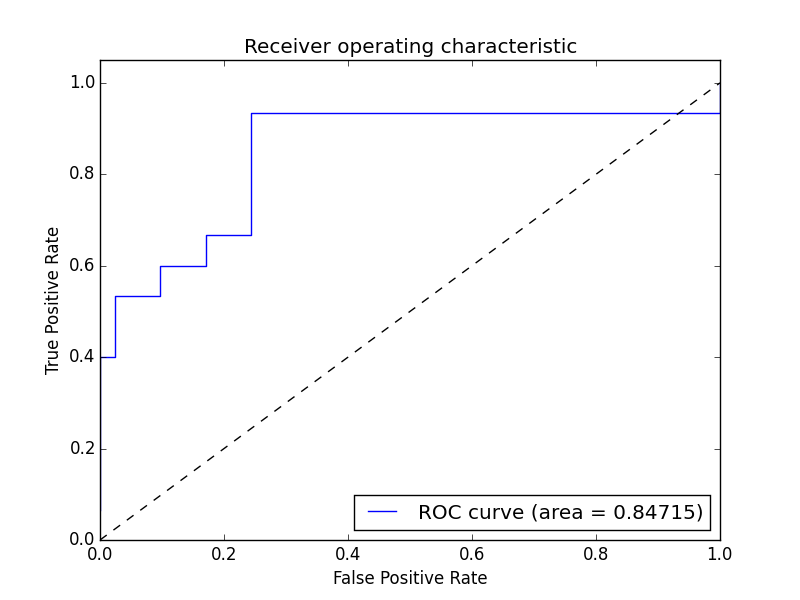 Receiver operating characteristic
1.0
0.8
0.6
0.4
0.2
0.0
True Positive Rate
ROC curve (area = 0.84715)
0.0 0.2 0.4 0.6 0.8 1.0
False Positive Rate